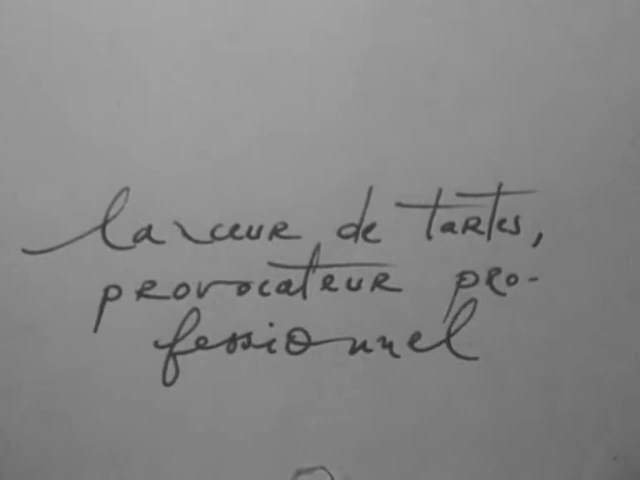 lanceur de tartes,
provocateur pro-
fessionnel